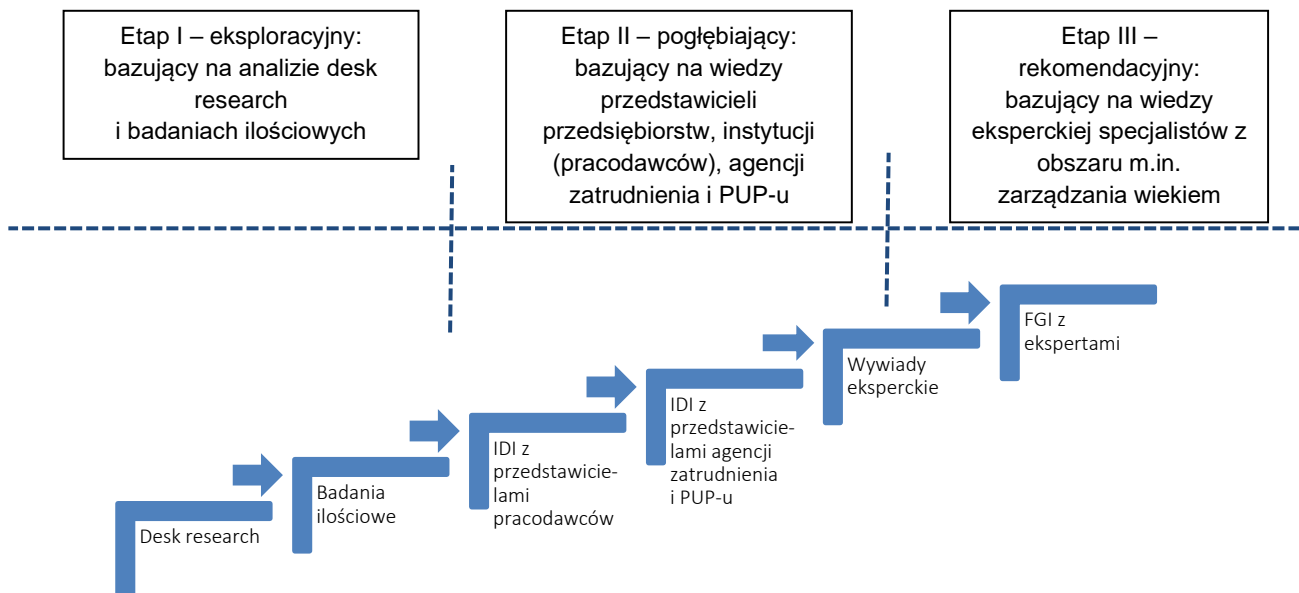 Etap I – eksploracyjny:
bazujący na analizie desk
research
i badaniach ilościowych
Etap II – pogłębiający:
bazujący na wiedzy
przedstawicieli
przedsiębiorstw, instytucji
(pracodawców), agencji
zatrudnienia i PUP-u
Etap III –
rekomendacyjny:
bazujący na wiedzy
eksperckiej specjalistów z
obszaru m.in.
zarządzania wiekiem
Desk research
Badania
ilościowe
IDI z
przedstawicie-
lami
pracodawców
IDI z
przedstawicie-
lami agencji
zatrudnienia
i PUP-u
Wywiady
eksperckie
FGI z
ekspertami